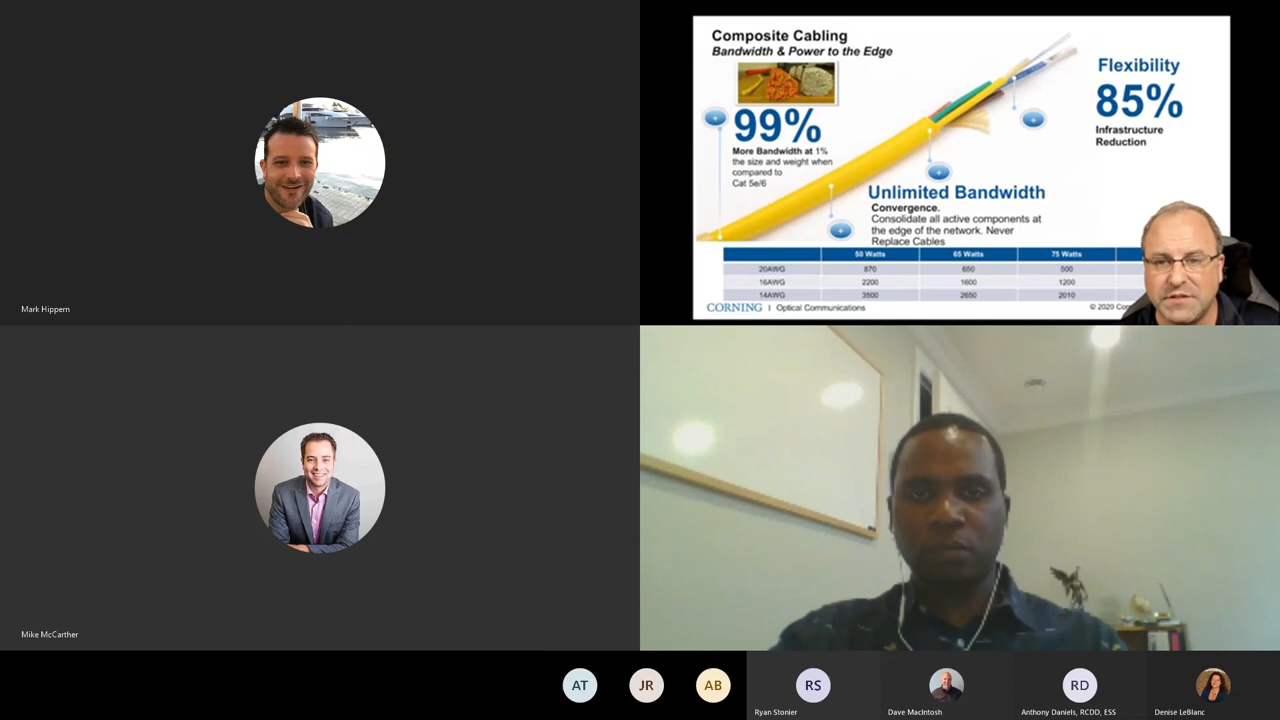 Composite Cabling
Bandwidth & Power to the Edge
99%
More Bandwidth at 1%
the size and weight when
compared to
Cat 5e/6
Flexibility
85%
Infrastructure
Reduction
Unlimited Bandwidth
Convergence.
Consolidate all active components at
the edge of the network. Never
Replace Cables
50 Watts 65 Watts 75 Watts
20AWG 870 650 500
16AWG 2200 1600 1200
14AWG 3500 2650 2010
CORNING | Optical Communications © 2020
Mark Hippern
Mike McCarther
AT
JR
AB
RS
RD
Ryan Stonier
Dave MacIntosh
Anthony Daniels, RCDD, ESS
Denise LeBlanc